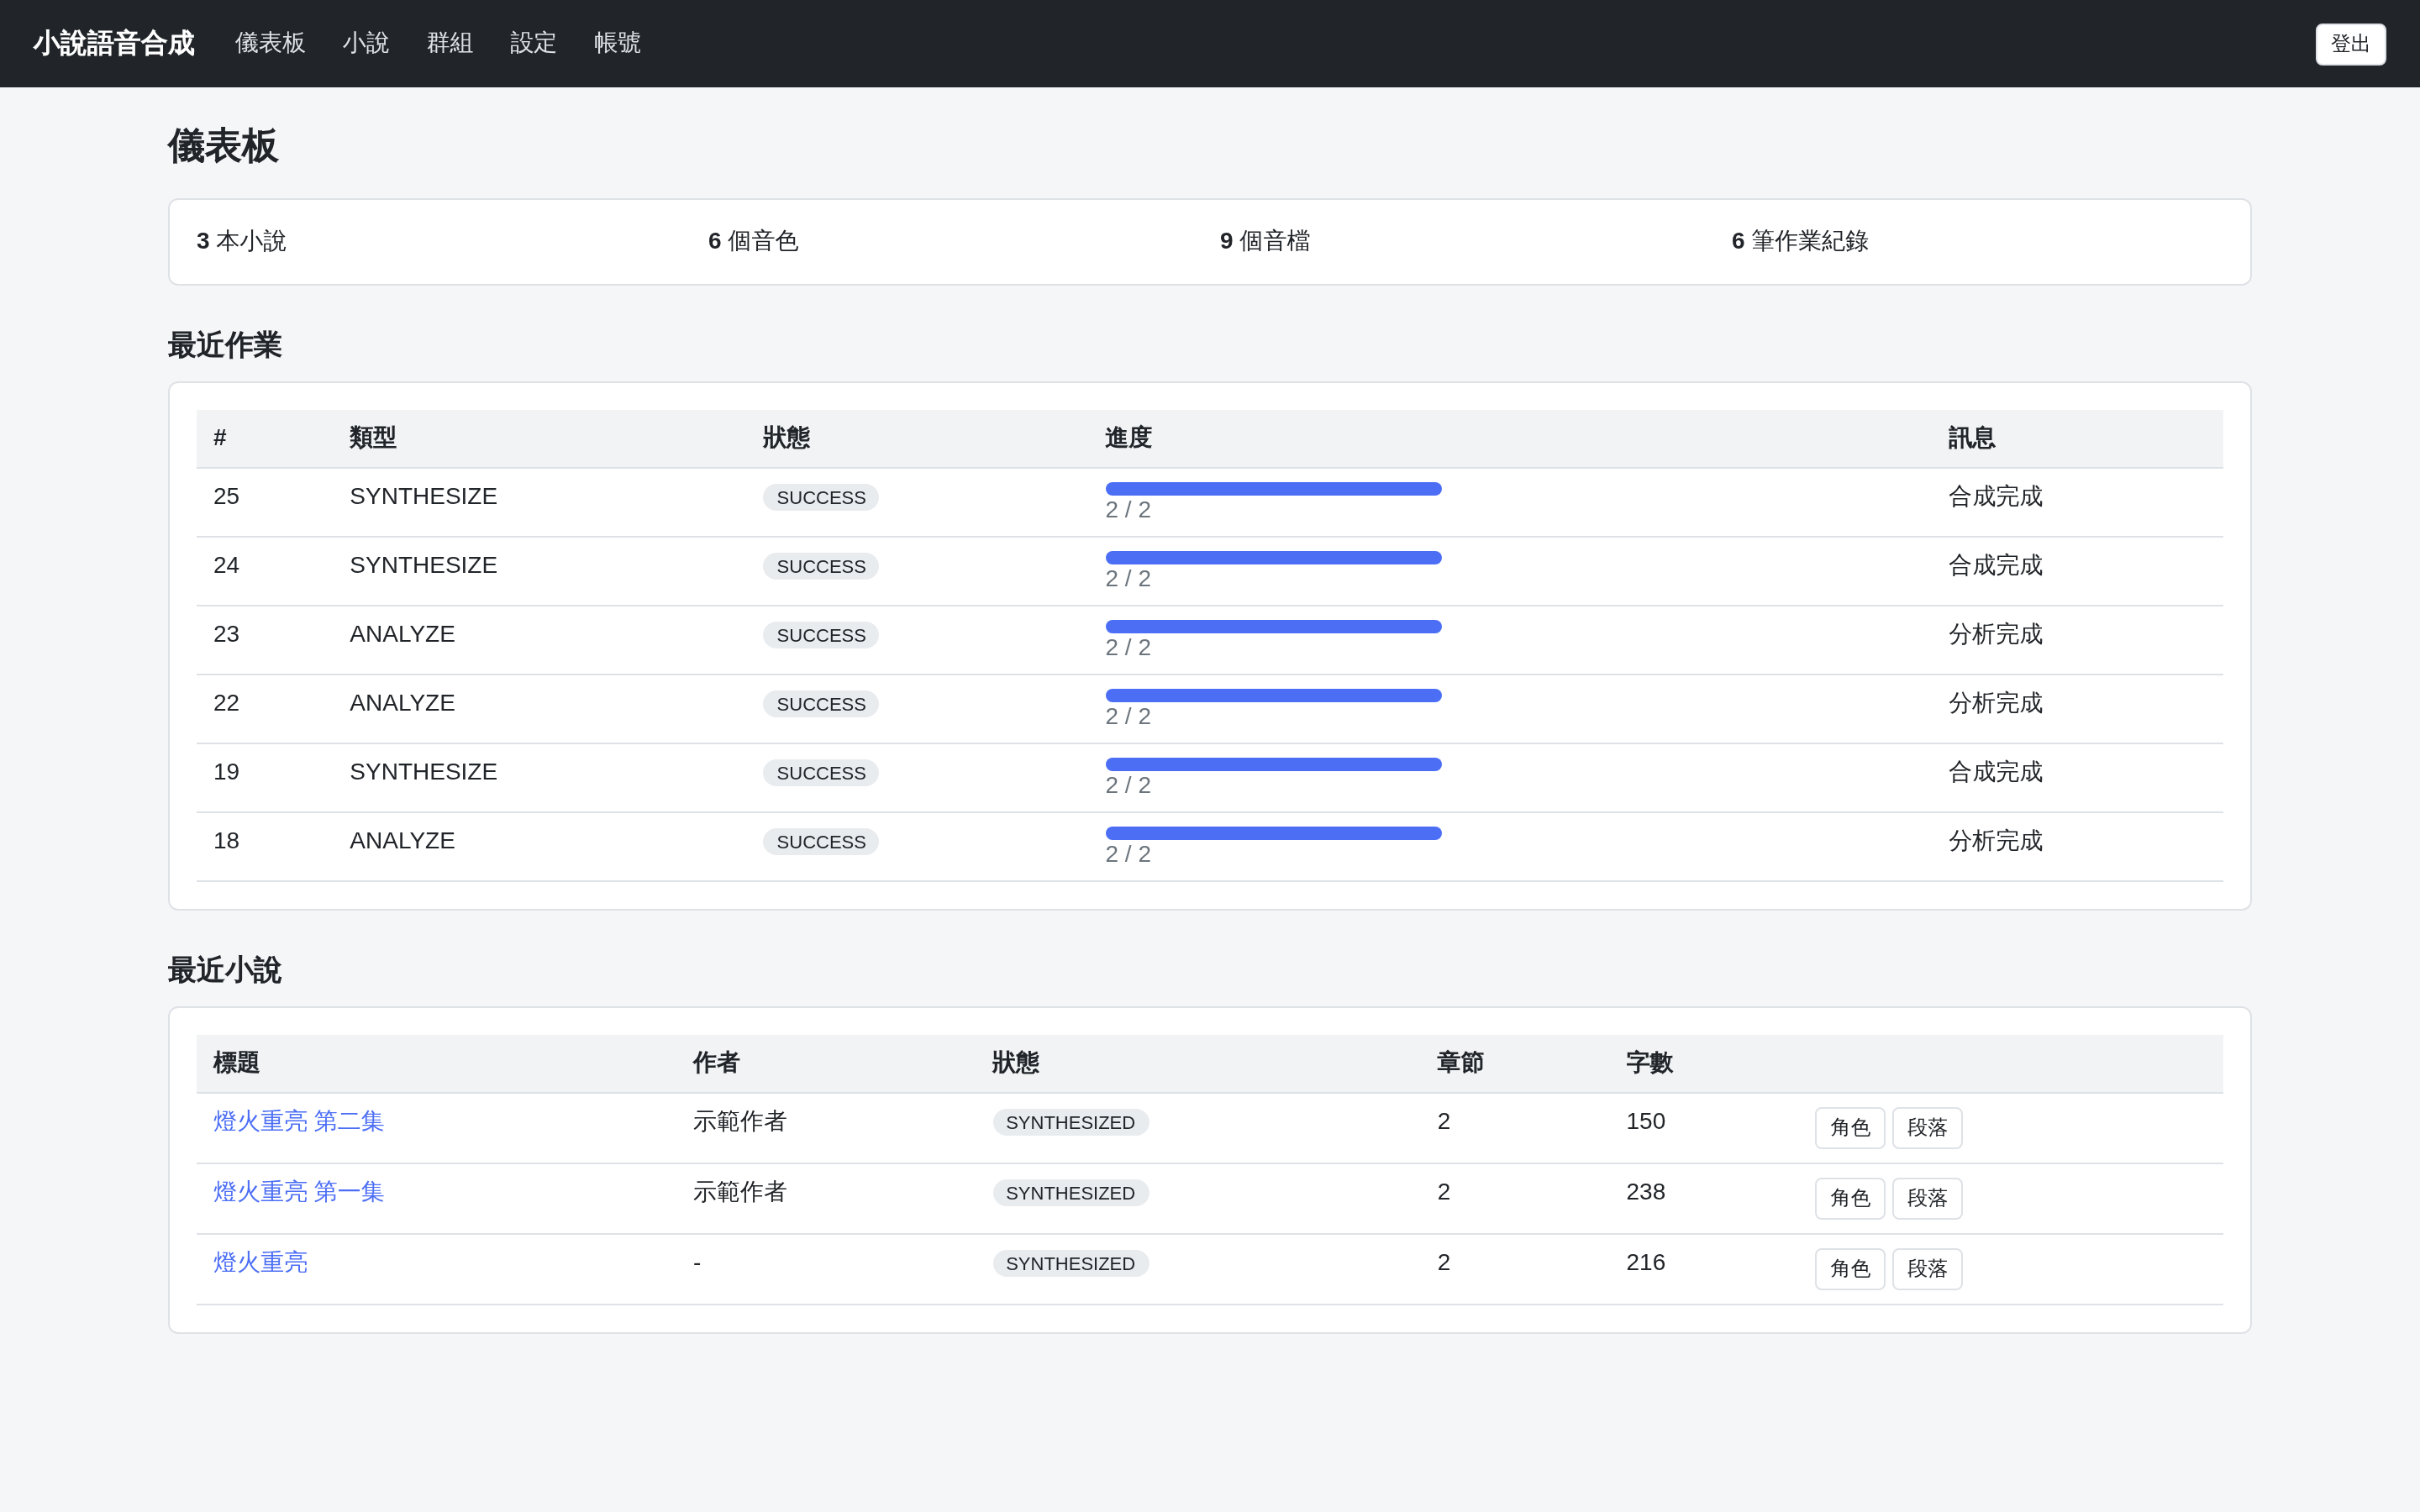 小說語音合成 儀表板 小說 群組 設定 帳號 登出
儀表板
3 本小說 6 個音色 9 個音檔 6 筆作業紀錄
最近作業
# 類型 狀態 進度 訊息
25 SYNTHESIZE SUCCESS 2 / 2 合成完成
24 SYNTHESIZE SUCCESS 2 / 2 合成完成
23 ANALYZE SUCCESS 2 / 2 分析完成
22 ANALYZE SUCCESS 2 / 2 分析完成
19 SYNTHESIZE SUCCESS 2 / 2 合成完成
18 ANALYZE SUCCESS 2 / 2 分析完成
最近小說
標題 作者 狀態 章節 字數
燈火重亮 第二集 示範作者 SYNTHESIZED 2 150 角色 段落
燈火重亮 第一集 示範作者 SYNTHESIZED 2 238 角色 段落
燈火重亮 - SYNTHESIZED 2 216 角色 段落